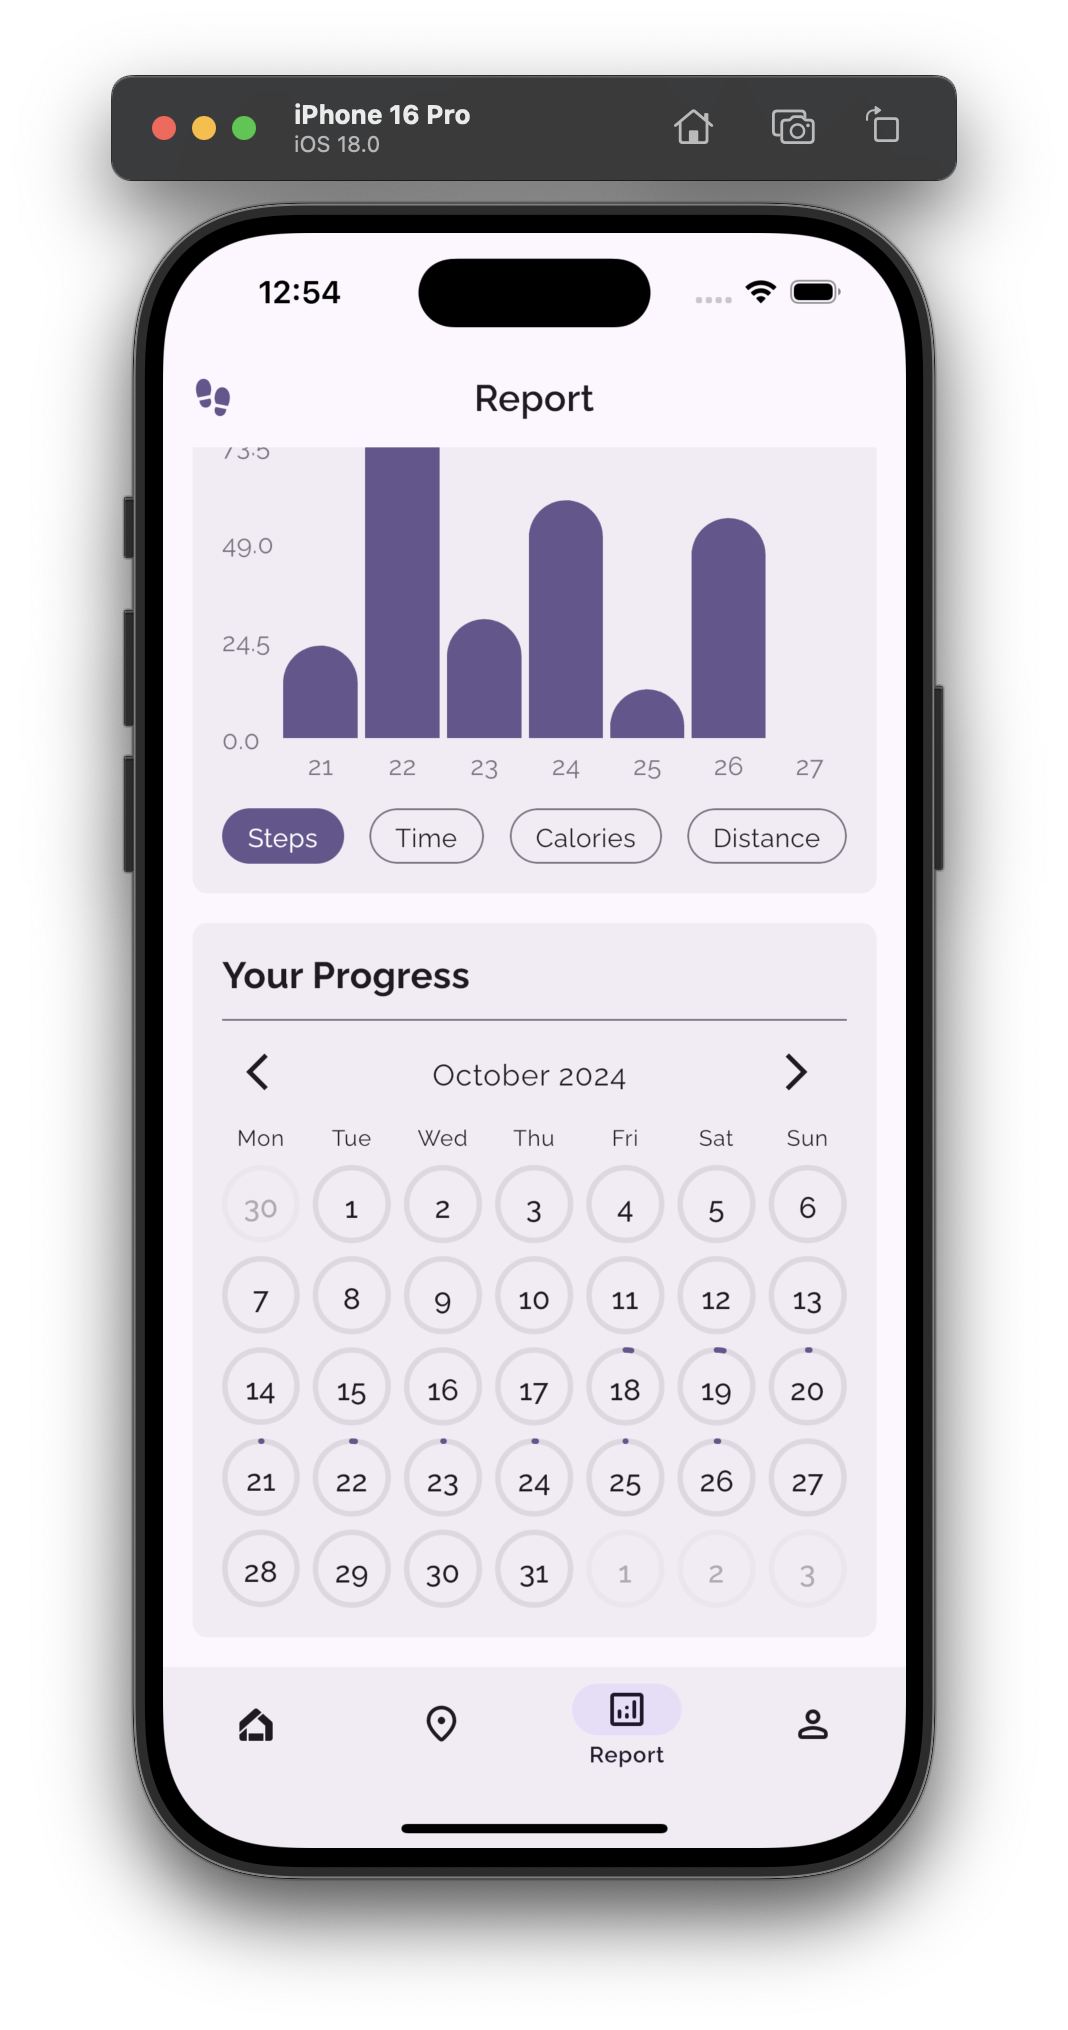 iPhone 16 Pro
iOS 18.0
12:54
Report
73.5
49.0
24.5
0.0
21 22 23 24 25 26 27
Steps Time Calories Distance
Your Progress
October 2024
Mon Tue Wed Thu Fri Sat Sun
30 1 2 3 4 5 6
7 8 9 10 11 12 13
14 15 16 17 18 19 20
21 22 23 24 25 26 27
28 29 30 31 1 2 3
Report